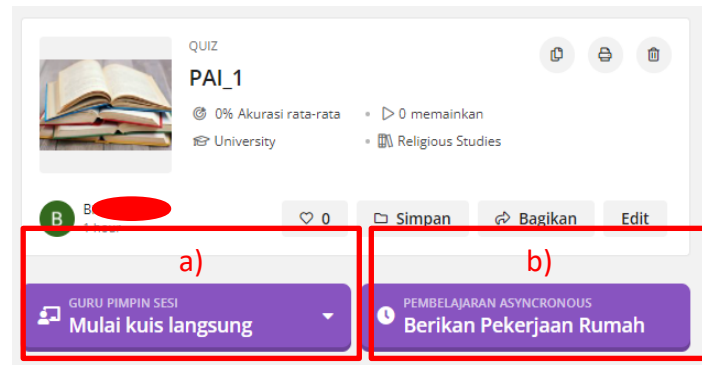 QUIZ
PAI_1
0% Akurasi rata-rata • 0 memainkan
University • Religious Studies
B B
0 Simpan Bagikan Edit
a) b)
GURU PIMPIN SESI
Mulai kuis langsung
PEMBELAJARAN ASYNCRONOUS
Berikan Pekerjaan Rumah